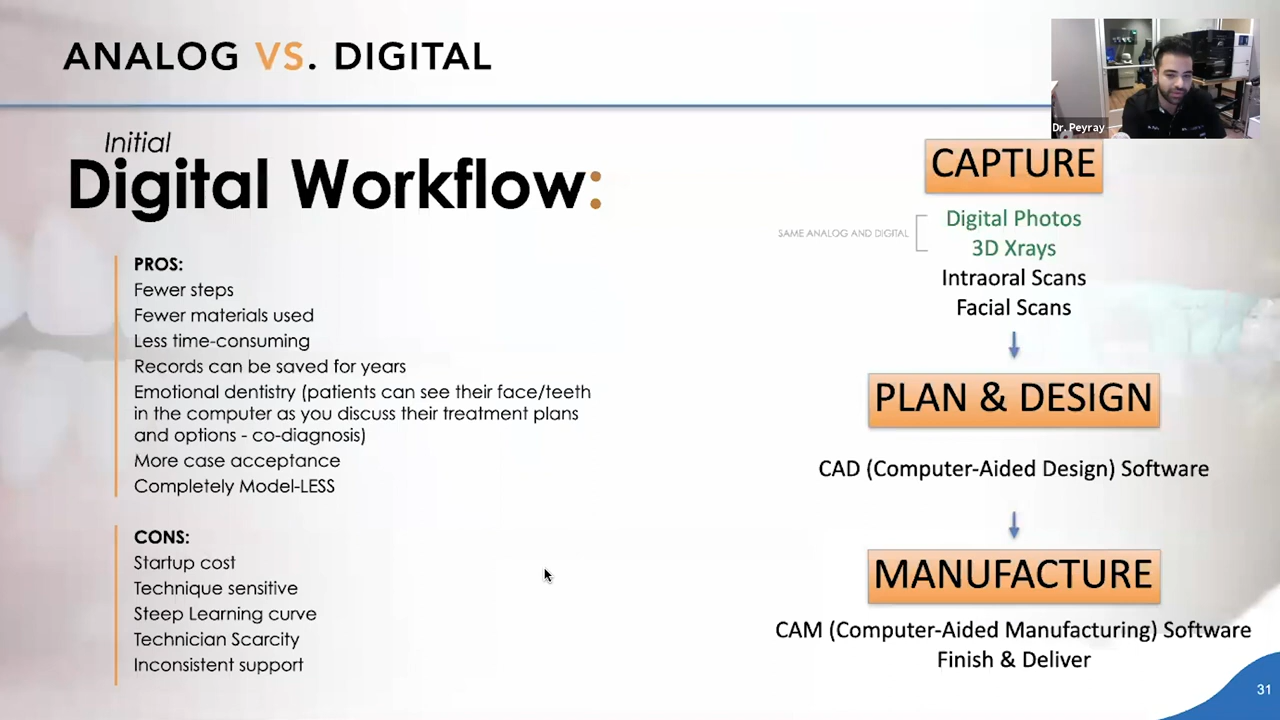 ANALOG VS. DIGITAL
Dr. Peyray
Initial
Digital Workflow:
PROS:
Fewer steps
Fewer materials used
Less time-consuming
Records can be saved for years
Emotional dentistry (patients can see their face/teeth
in the computer as you discuss their treatment plans
and options - co-diagnosis)
More case acceptance
Completely Model-LESS
CONS:
Startup cost
Technique sensitive
Steep Learning curve
Technician Scarcity
Inconsistent support
CAPTURE
SAME ANALOG AND DIGITAL
Digital Photos
3D Xrays
Intraoral Scans
Facial Scans
PLAN & DESIGN
CAD (Computer-Aided Design) Software
MANUFACTURE
CAM (Computer-Aided Manufacturing) Software
Finish & Deliver
31